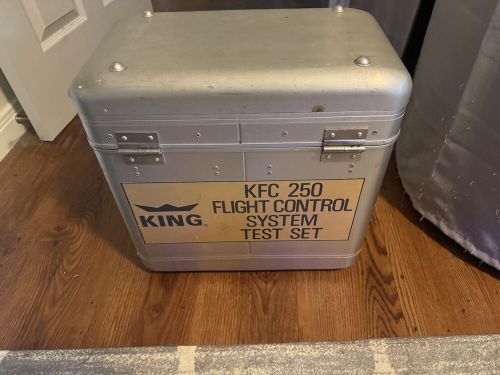 KING
KFC 250
FLIGHT CONTROL
SYSTEM
TEST SET